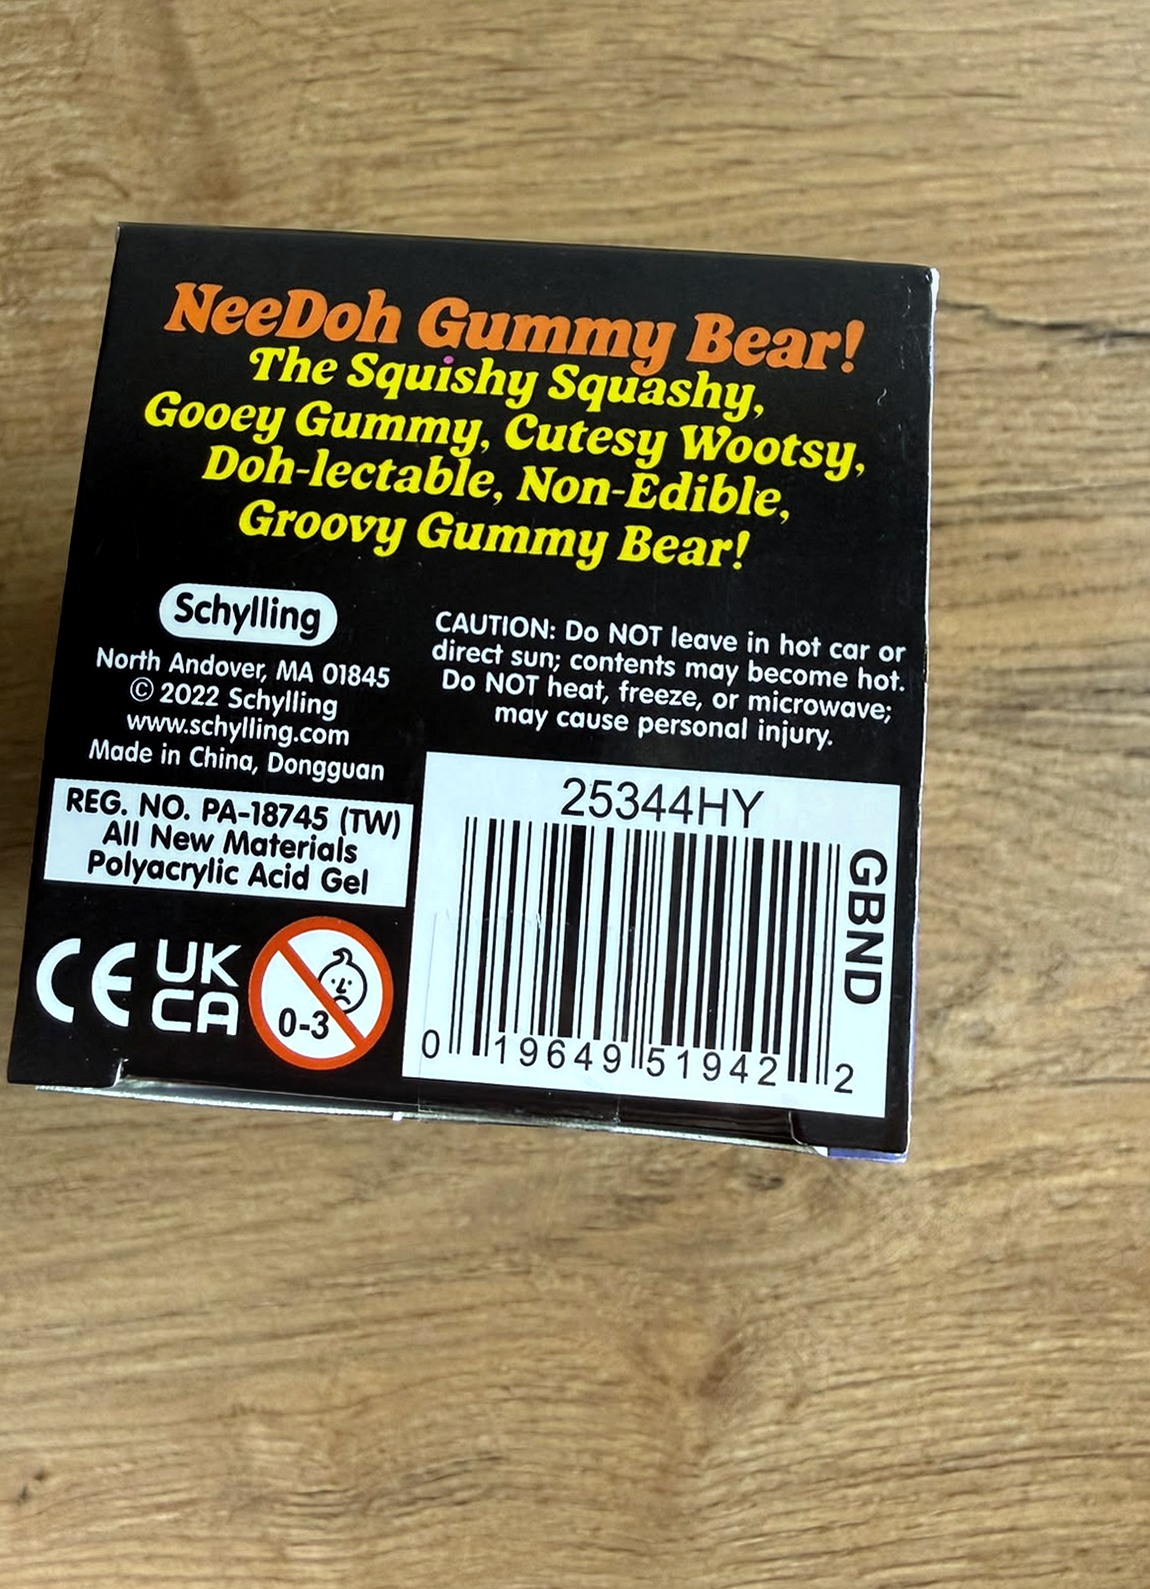 NeeDoh Gummy Bear!
The Squishy Squashy,
Gooey Gummy, Cutesy Wootsy,
Doh-lectable, Non-Edible,
Groovy Gummy Bear!
Schylling
North Andover, MA 01845
© 2022 Schylling
www.schylling.com
Made in China, Dongguan
CAUTION: Do NOT leave in hot car or
direct sun; contents may become hot.
Do NOT heat, freeze, or microwave;
may cause personal injury.
REG. NO. PA-18745 (TW)
All New Materials
Polyacrylic Acid Gel
CE
UK
CA
0-3
25344HY
GBND
0 19649 51942 2